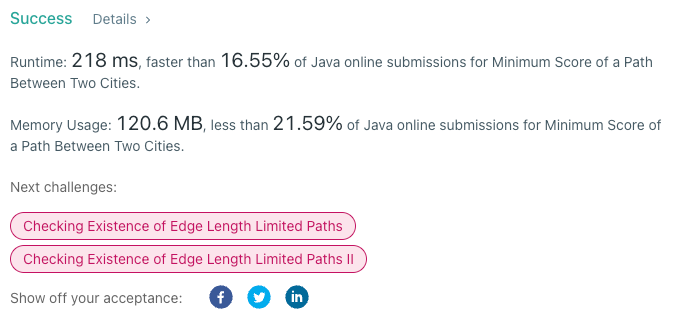 Success Details ›
Runtime: 218 ms, faster than 16.55% of Java online submissions for Minimum Score of a Path
Between Two Cities.
Memory Usage: 120.6 MB, less than 21.59% of Java online submissions for Minimum Score of
a Path Between Two Cities.
Next challenges:
Checking Existence of Edge Length Limited Paths
Checking Existence of Edge Length Limited Paths II
Show off your acceptance: f in